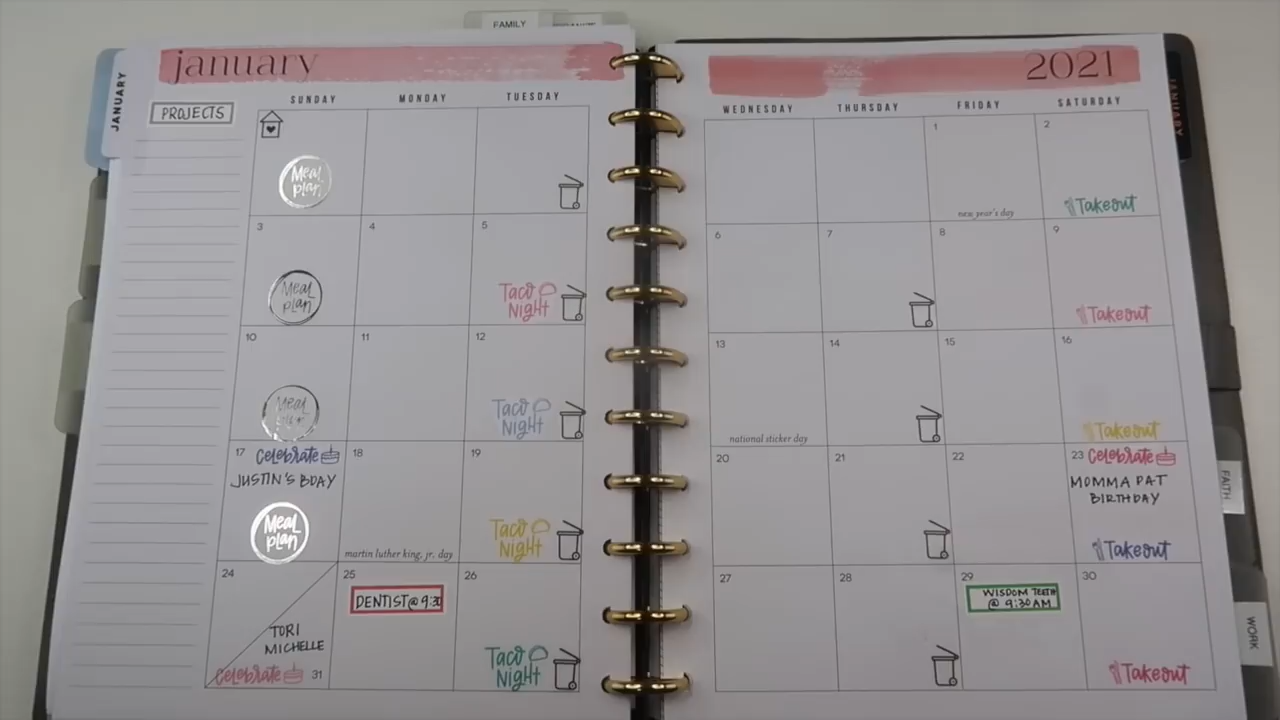 FAMILY
january
2021
JANUARY
PROJECTS
SUNDAY
MONDAY
TUESDAY
WEDNESDAY
THURSDAY
FRIDAY
SATURDAY
Meal
plan
1
new year's day
2
Takeout
3
Meal
plan
4
5
Taco
Night
6
7
8
9
Takeout
10
Meal
plan
11
12
Taco
Night
13
national sticker day
14
15
16
Takeout
17
Celebrate
JUSTIN'S BDAY
Meal
plan
18
martin luther king, jr. day
19
Taco
Night
20
21
22
23
Celebrate
MOMMA PAT
BIRTHDAY
Takeout
24
TORI
MICHELLE
Celebrate
31
25
DENTIST@9:30
26
Taco
Night
27
28
29
WISDOM TEETH
@ 9:30AM
30
Takeout
JANUARY
FAITH
WORK